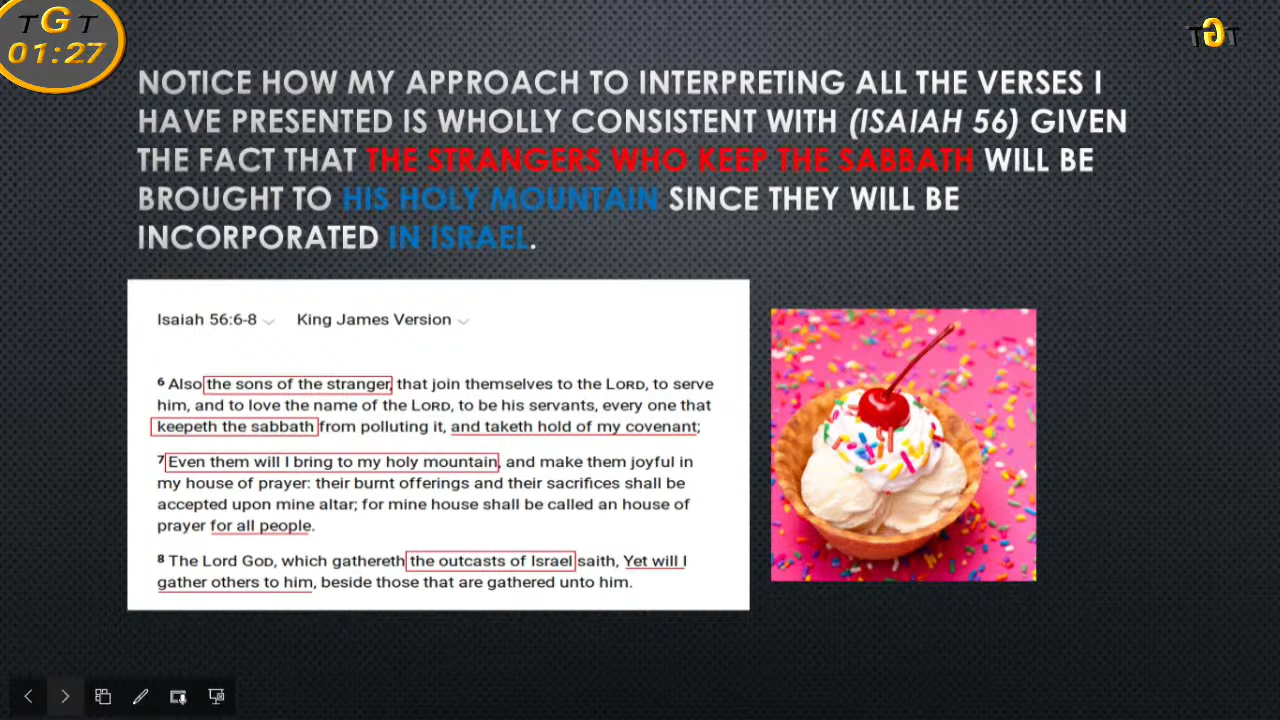 TGT
01:27
TGT
NOTICE HOW MY APPROACH TO INTERPRETING ALL THE VERSES I
HAVE PRESENTED IS WHOLLY CONSISTENT WITH (ISAIAH 56) GIVEN
THE FACT THAT THE STRANGERS WHO KEEP THE SABBATH WILL BE
BROUGHT TO HIS HOLY MOUNTAIN SINCE THEY WILL BE
INCORPORATED IN ISRAEL.
Isaiah 56:6-8 King James Version
6 Also the sons of the stranger, that join themselves to the LORD, to serve
him, and to love the name of the LORD, to be his servants, every one that
keepeth the sabbath from polluting it, and taketh hold of my covenant;
7 Even them will I bring to my holy mountain, and make them joyful in
my house of prayer: their burnt offerings and their sacrifices shall be
accepted upon mine altar; for mine house shall be called an house of
prayer for all people.
8 The Lord GOD, which gathereth the outcasts of Israel saith, Yet will I
gather others to him, beside those that are gathered unto him.